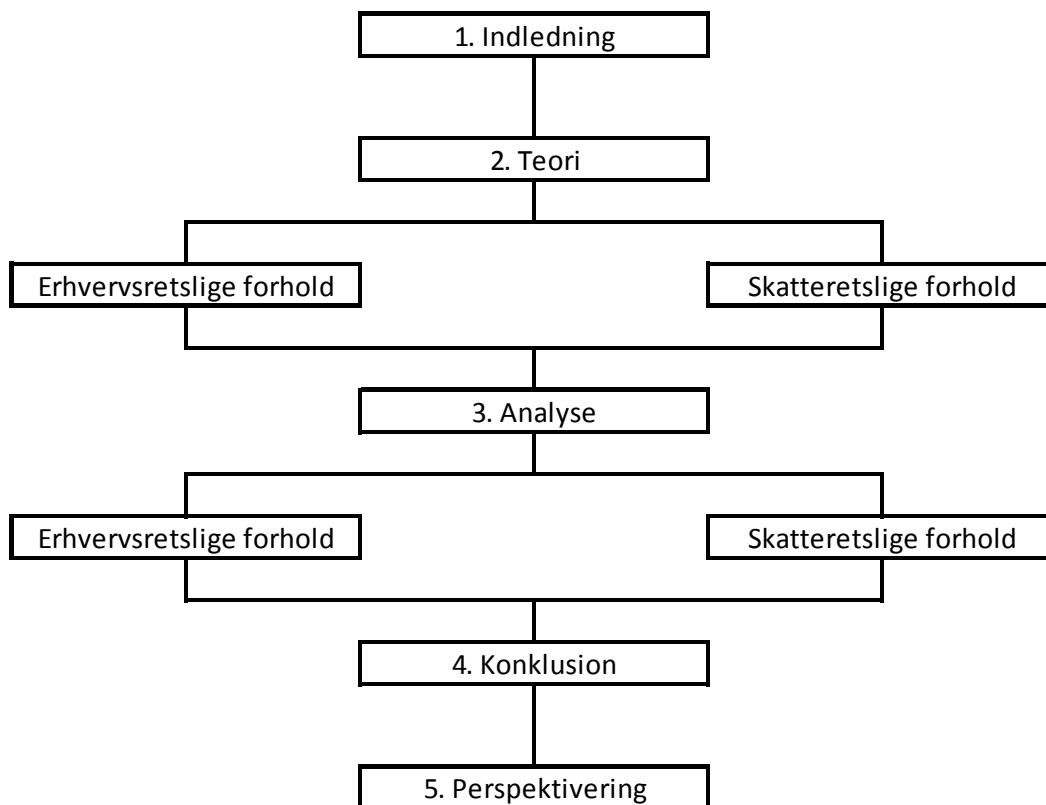 1. Indledning
2. Teori
Erhvervsretslige forhold
Skatteretslige forhold
3. Analyse
Erhvervsretslige forhold
Skatteretslige forhold
4. Konklusion
5. Perspektivering